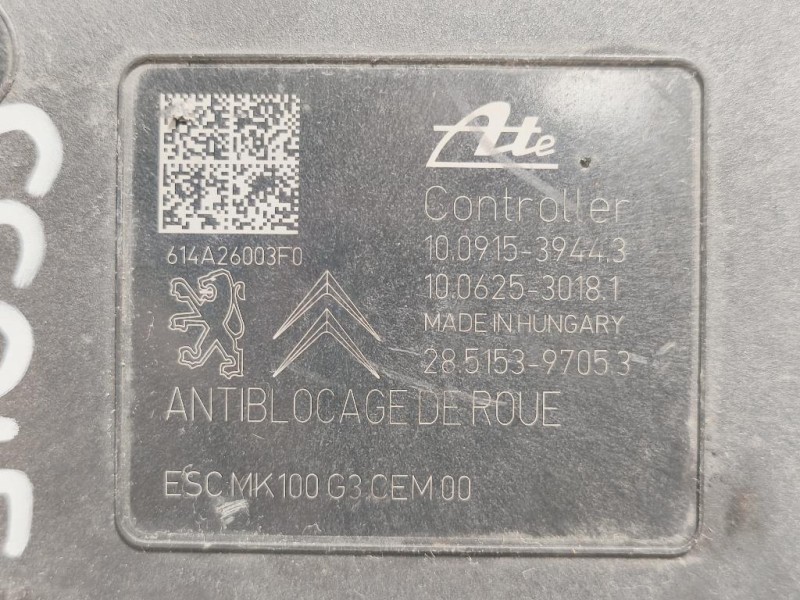 614A26003F0
Ate
Controller
10.0915-3944.3
10.0625-3018.1
MADE IN HUNGARY
28.5153-9705.3
ANTIBLOCAGE DE ROUE
ESC MK100 G3 CEM 00